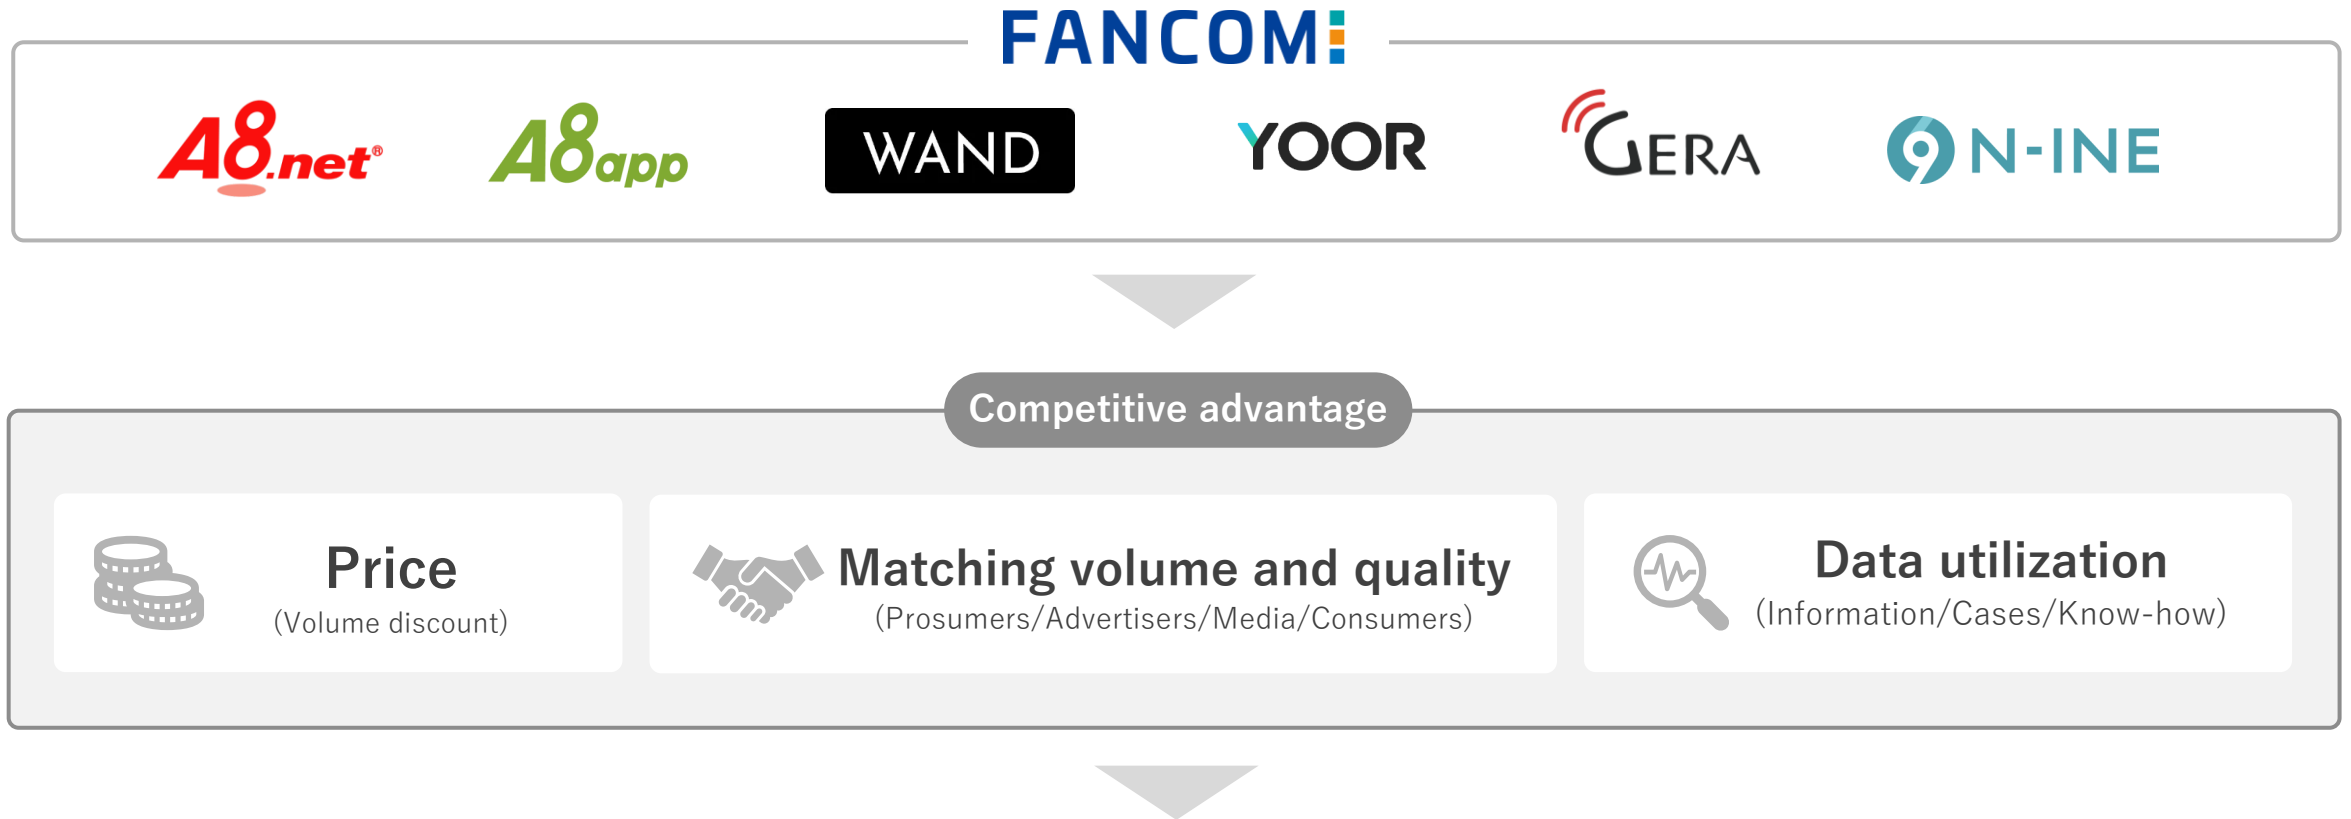 FANCOMI
A8.net®
A8app
WAND
YOOR
GERA
N-INE
Competitive advantage
Price
(Volume discount)
Matching volume and quality
(Prosumers/Advertisers/Media/Consumers)
Data utilization
(Information/Cases/Know-how)